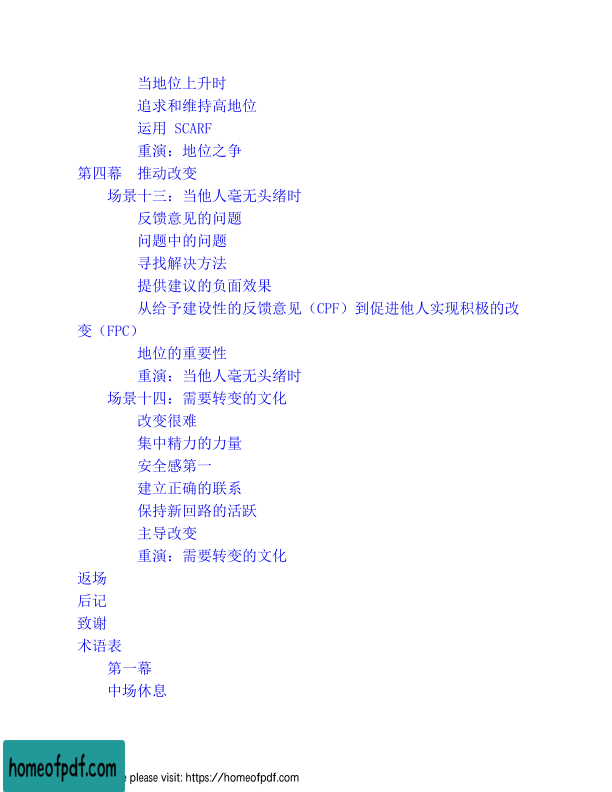 当地位上升时
追求和维持高地位
运用 SCARF
重演：地位之争
第四幕　推动改变
场景十三：当他人毫无头绪时
反馈意见的问题
问题中的问题
寻找解决方法
提供建议的负面效果
从给予建设性的反馈意见（CPF）到促进他人实现积极的改
变（FPC）
地位的重要性
重演：当他人毫无头绪时
场景十四：需要转变的文化
改变很难
集中精力的力量
安全感第一
建立正确的联系
保持新回路的活跃
主导改变
重演：需要转变的文化
返场
后记
致谢
术语表
第一幕
中场休息
homeofpdf.com
please visit: https://homeofpdf.com